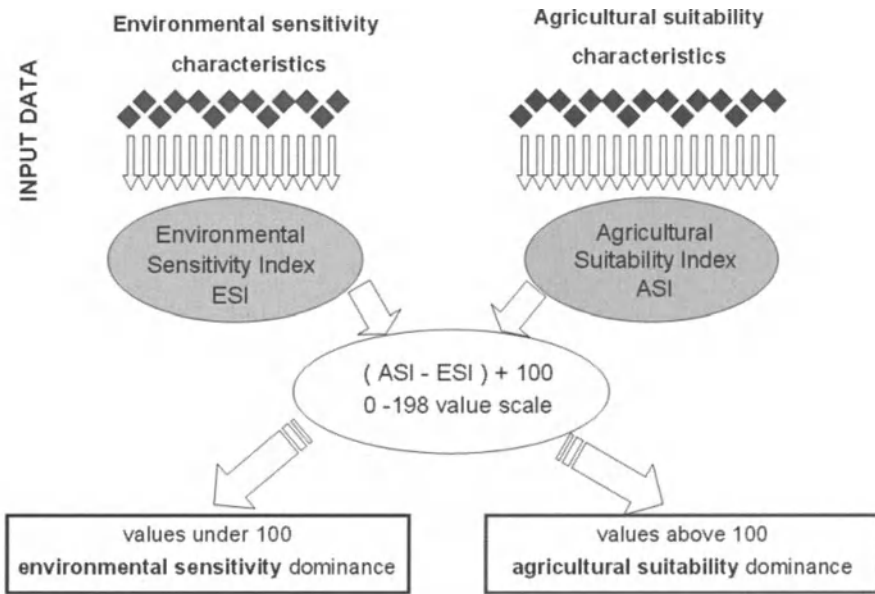 Environmental sensitivity
characteristics
Agricultural suitability
characteristics
INPUT DATA
Environmental
Sensitivity Index
ESI
Agricultural
Suitability Index
ASI
( ASI - ESI ) + 100
0 -198 value scale
values under 100
environmental sensitivity dominance
values above 100
agricultural suitability dominance